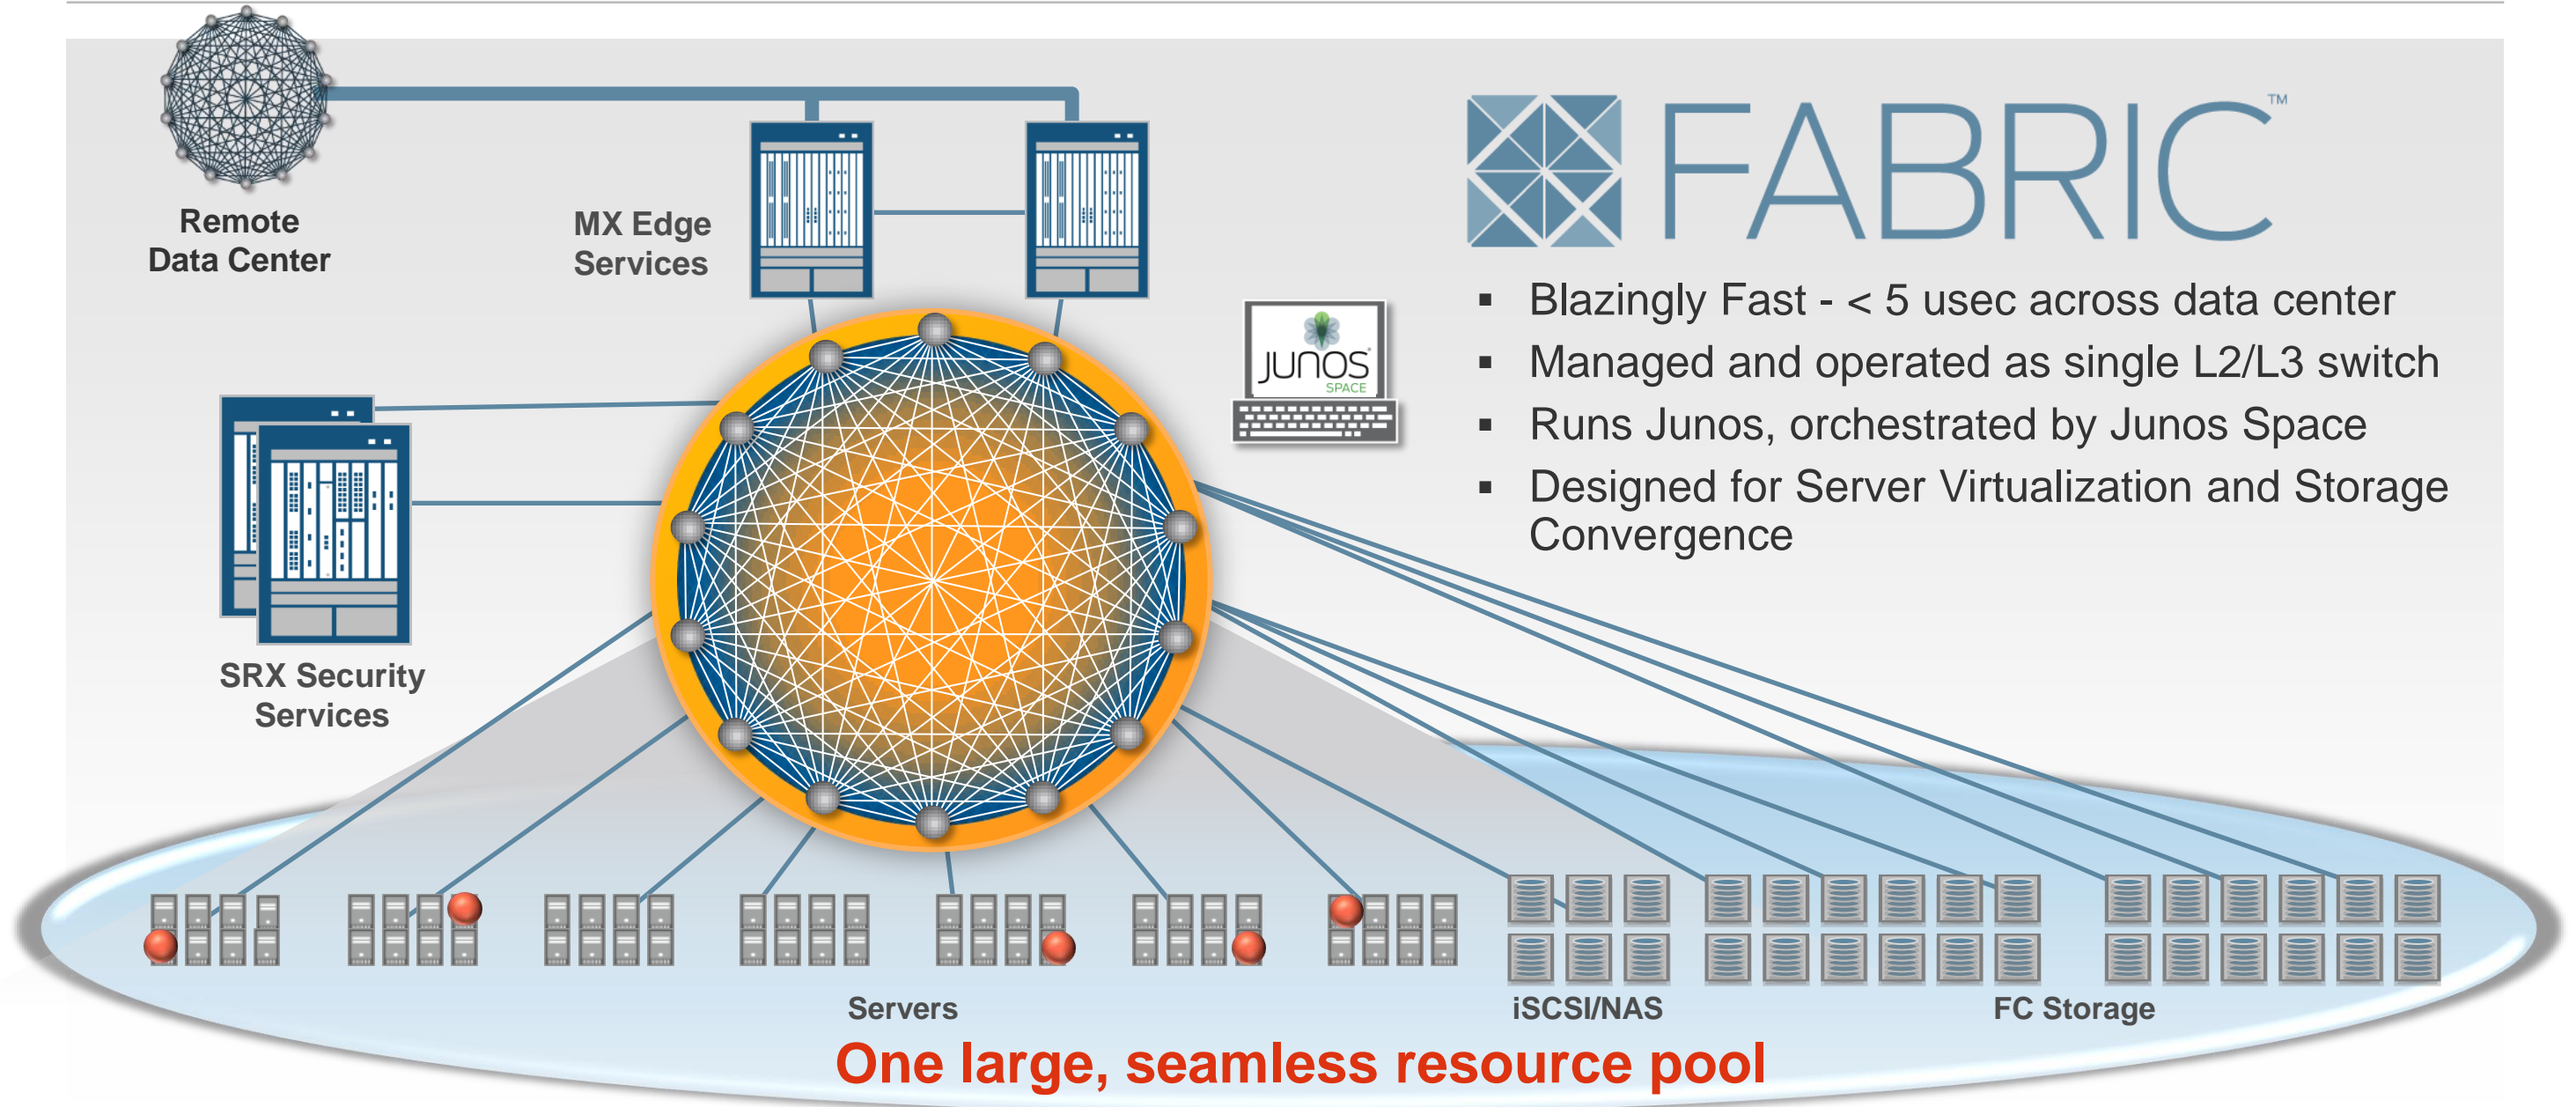 Remote
Data Center
MX Edge
Services
FABRIC™
JUNOS
SPACE
▪ Blazingly Fast - < 5 usec across data center
▪ Managed and operated as single L2/L3 switch
▪ Runs Junos, orchestrated by Junos Space
▪ Designed for Server Virtualization and Storage
Convergence
SRX Security
Services
Servers
iSCSI/NAS
FC Storage
One large, seamless resource pool